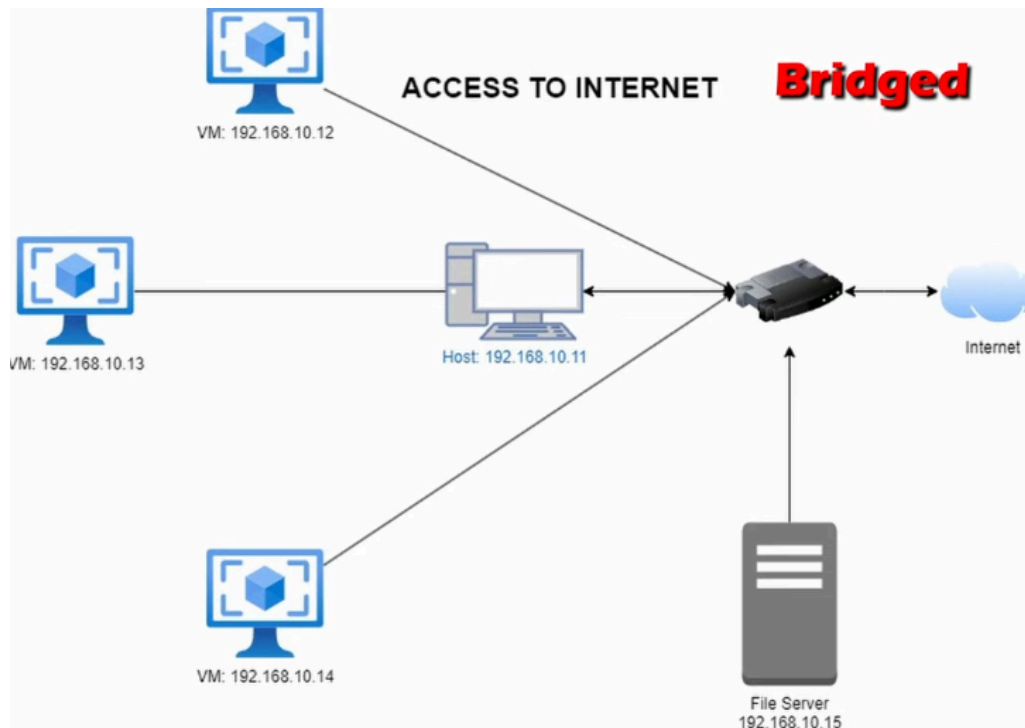 ACCESS TO INTERNET
Bridged
VM: 192.168.10.12
Host: 192.168.10.11
Internet
VM: 192.168.10.13
VM: 192.168.10.14
File Server
192.168.10.15